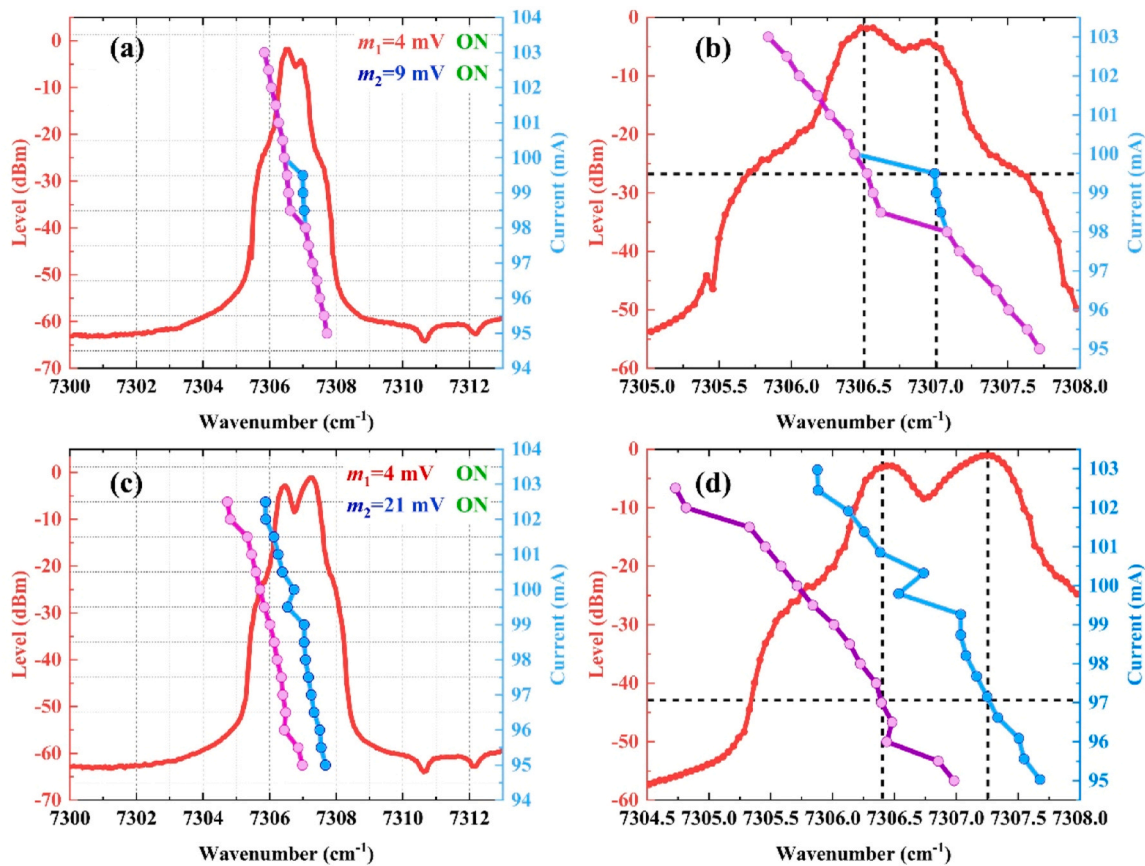 (a)
m₁=4 mV ON
m₂=9 mV ON
Level (dBm)
0
-10
-20
-30
-40
-50
-60
-70
7300 7302 7304 7306 7308 7310 7312
Wavenumber (cm⁻¹)
104
103
102
101
100
99
98
97
96
95
94
Current (mA)
(b)
Level (dBm)
0
-10
-20
-30
-40
-50
-60
7305.0 7305.5 7306.0 7306.5 7307.0 7307.5 7308.0
Wavenumber (cm⁻¹)
103
102
101
100
99
98
97
96
95
Current (mA)
(c)
m₁=4 mV ON
m₂=21 mV ON
Level (dBm)
0
-10
-20
-30
-40
-50
-60
-70
7300 7302 7304 7306 7308 7310 7312
Wavenumber (cm⁻¹)
104
103
102
101
100
99
98
97
96
95
94
Current (mA)
(d)
Level (dBm)
0
-10
-20
-30
-40
-50
-60
7304.5 7305.0 7305.5 7306.0 7306.5 7307.0 7307.5 7308.0
Wavenumber (cm⁻¹)
103
102
101
100
99
98
97
96
95
Current (mA)